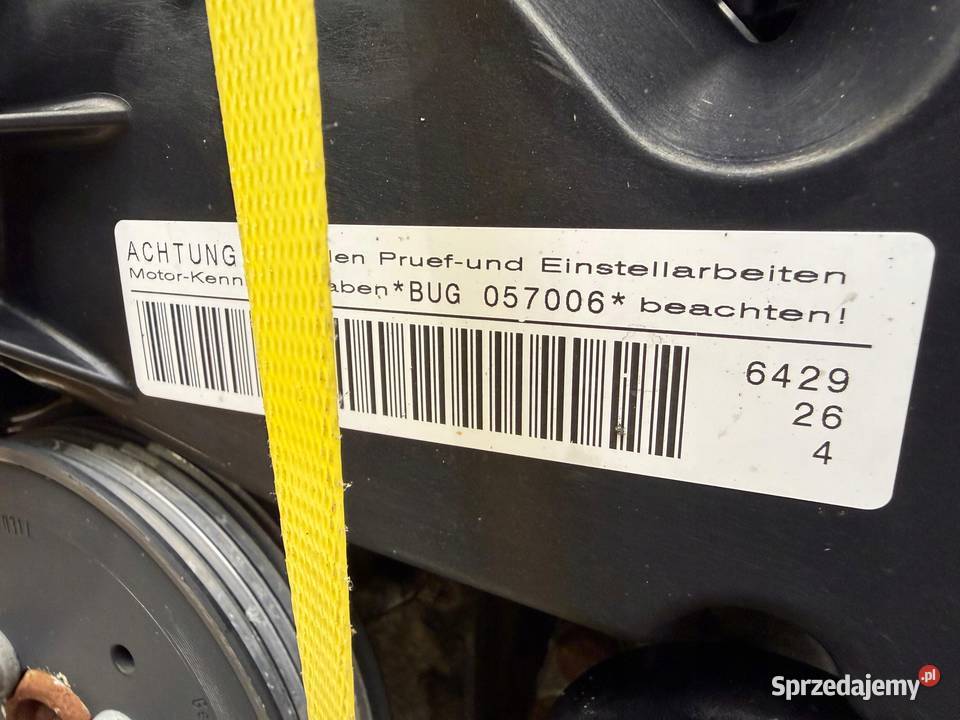 ACHTUNG len Pruef-und Einstellarbeiten
Motor-Kenn aben*BUG 057006* beachten!
6429
26
4
Sprzedajemy.pl